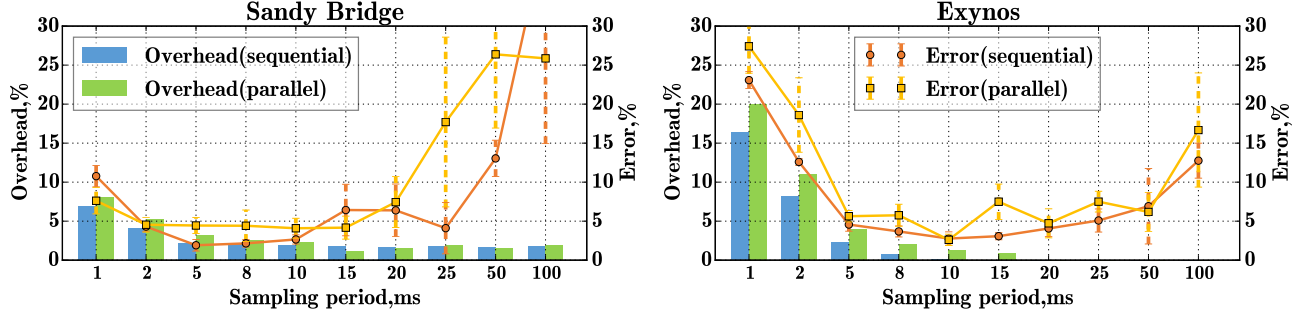 Sandy Bridge
Overhead(sequential)
Overhead(parallel)
Overhead,%
30
25
20
15
10
5
0
30
25
20
15
10
5
0
Error,%
1 2 5 8 10 15 20 25 50 100
Sampling period,ms
Exynos
Error(sequential)
Error(parallel)
Overhead,%
30
25
20
15
10
5
0
30
25
20
15
10
5
0
Error,%
1 2 5 8 10 15 20 25 50 100
Sampling period,ms